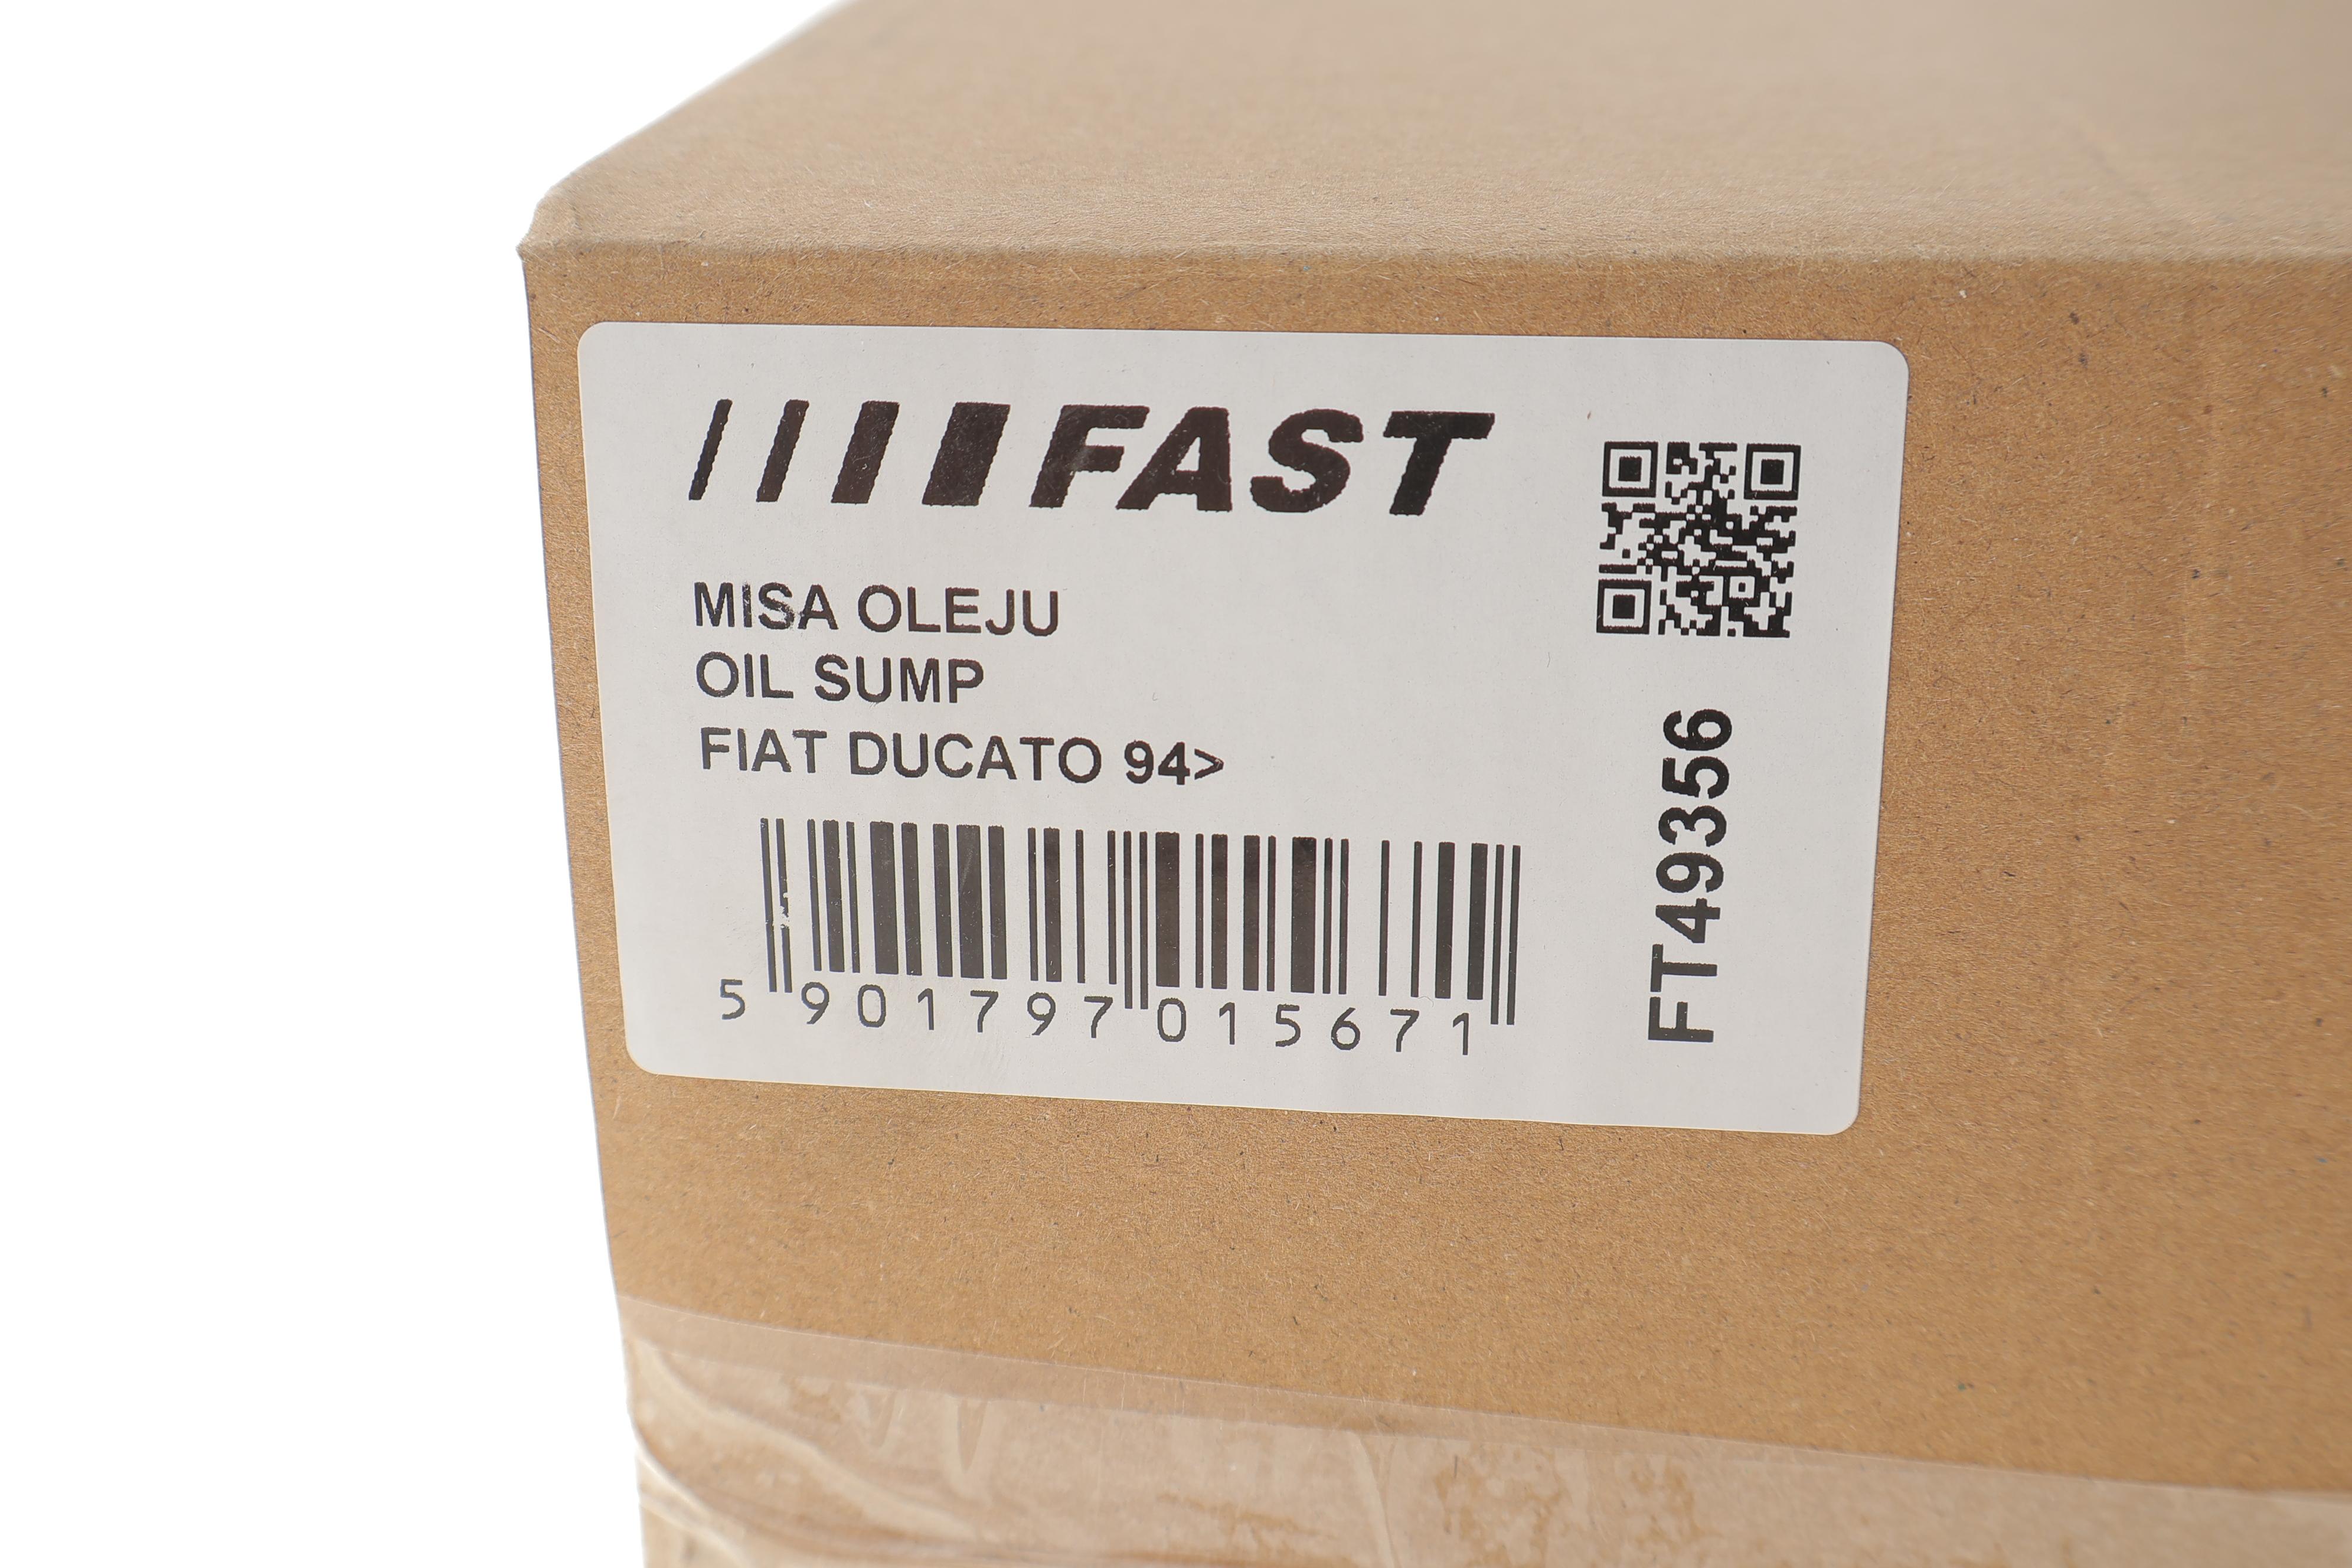 FAST
MISA OLEJU
OIL SUMP
FIAT DUCATO 94>
5 901797 015671
FT49356